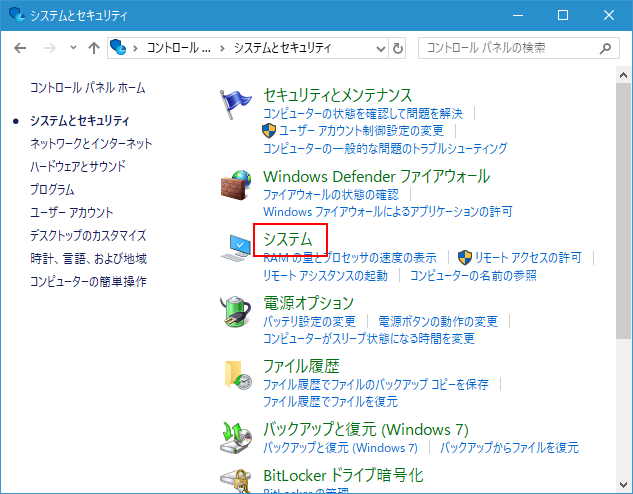 システムとセキュリティ
コントロール ... システムとセキュリティ
コントロール パネルの検索
コントロール パネル ホーム
システムとセキュリティ
ネットワークとインターネット
ハードウェアとサウンド
プログラム
ユーザー アカウント
デスクトップのカスタマイズ
時計、言語、および地域
コンピューターの簡単操作
セキュリティとメンテナンス
コンピューターの状態を確認して問題を解決
ユーザー アカウント制御設定の変更
コンピューターの一般的な問題のトラブルシューティング
Windows Defender ファイアウォール
ファイアウォールの状態の確認
Windows ファイアウォールによるアプリケーションの許可
システム
RAM の量とプロセッサの速度の表示 リモート アクセスの許可
リモート アシスタンスの起動 コンピューターの名前の参照
電源オプション
バッテリ設定の変更 電源ボタンの動作の変更
コンピューターがスリープ状態になる時間を変更
ファイル履歴
ファイル履歴でファイルのバックアップ コピーを保存
ファイル履歴でファイルを復元
バックアップと復元 (Windows 7)
バックアップと復元 (Windows 7) バックアップからファイルを復元
BitLocker ドライブ暗号化
BitLocker の管理